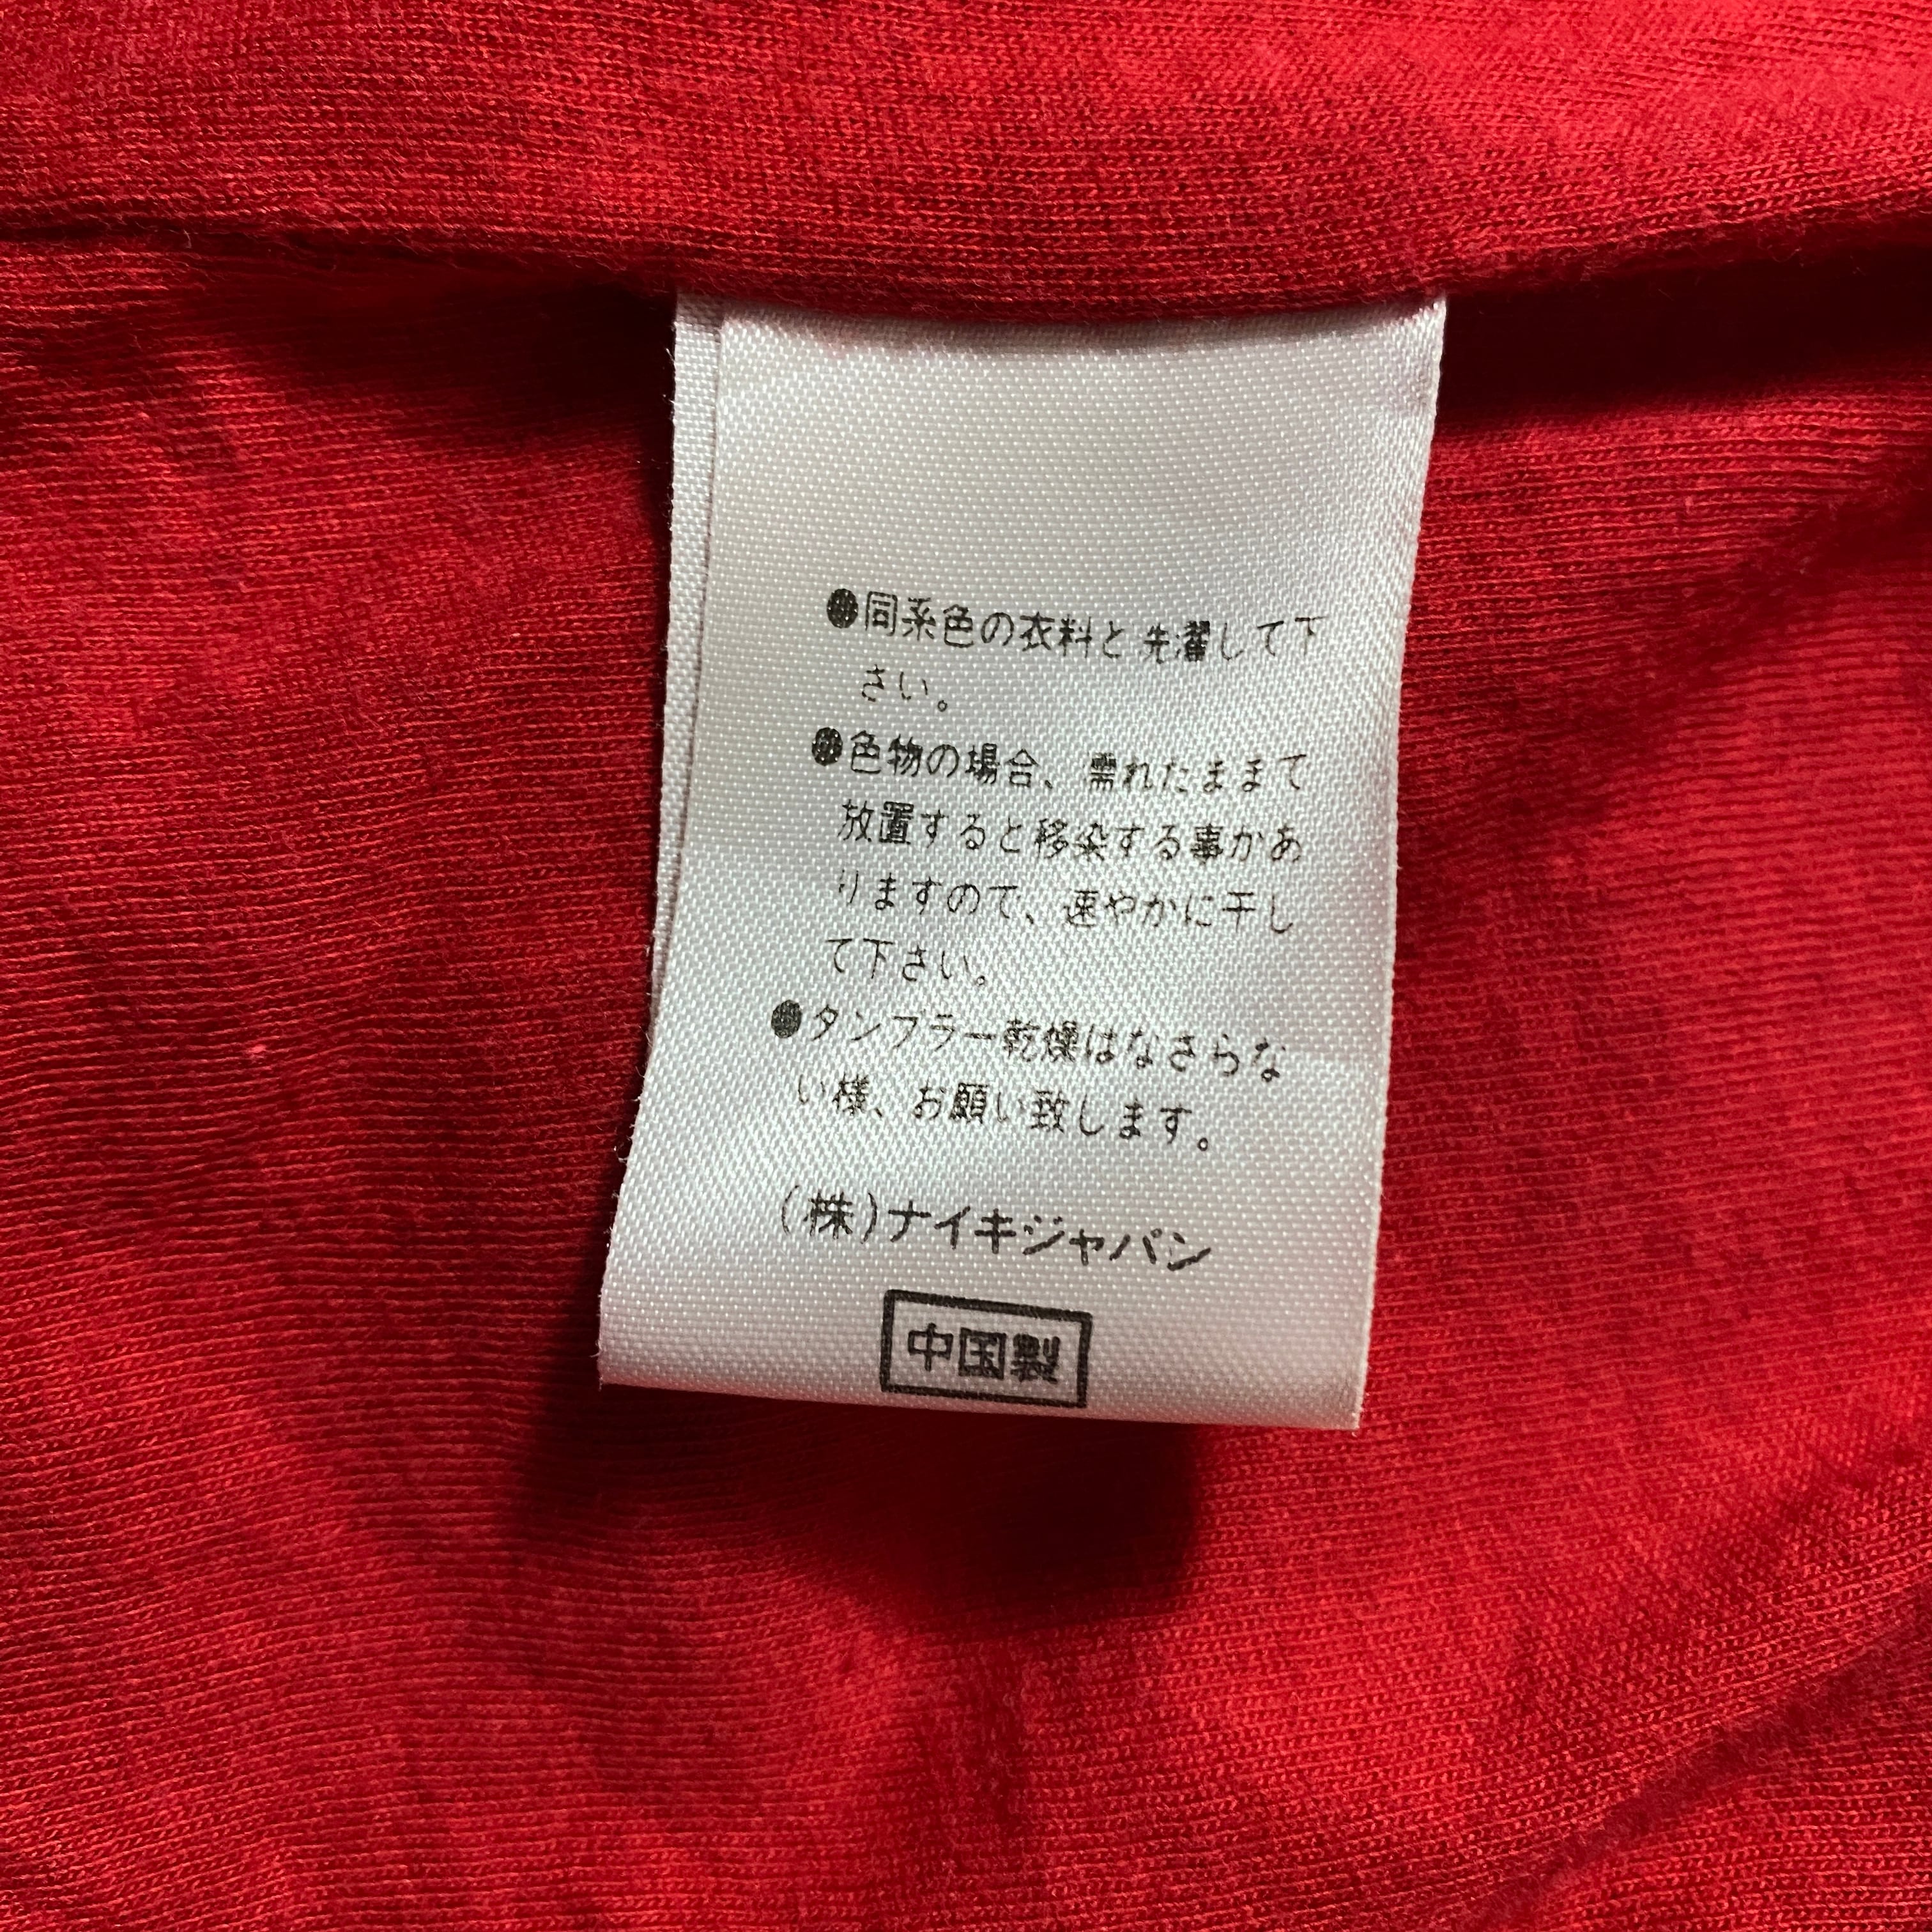 ●同系色の衣料と洗濯して下
さい。
●色物の場合、濡れたままで
放置すると移染する事があ
りますので、速やかに干し
て下さい。
●タンブラー乾燥はなさらな
い様、お願い致します。
(株)ナイキジャパン
中国製